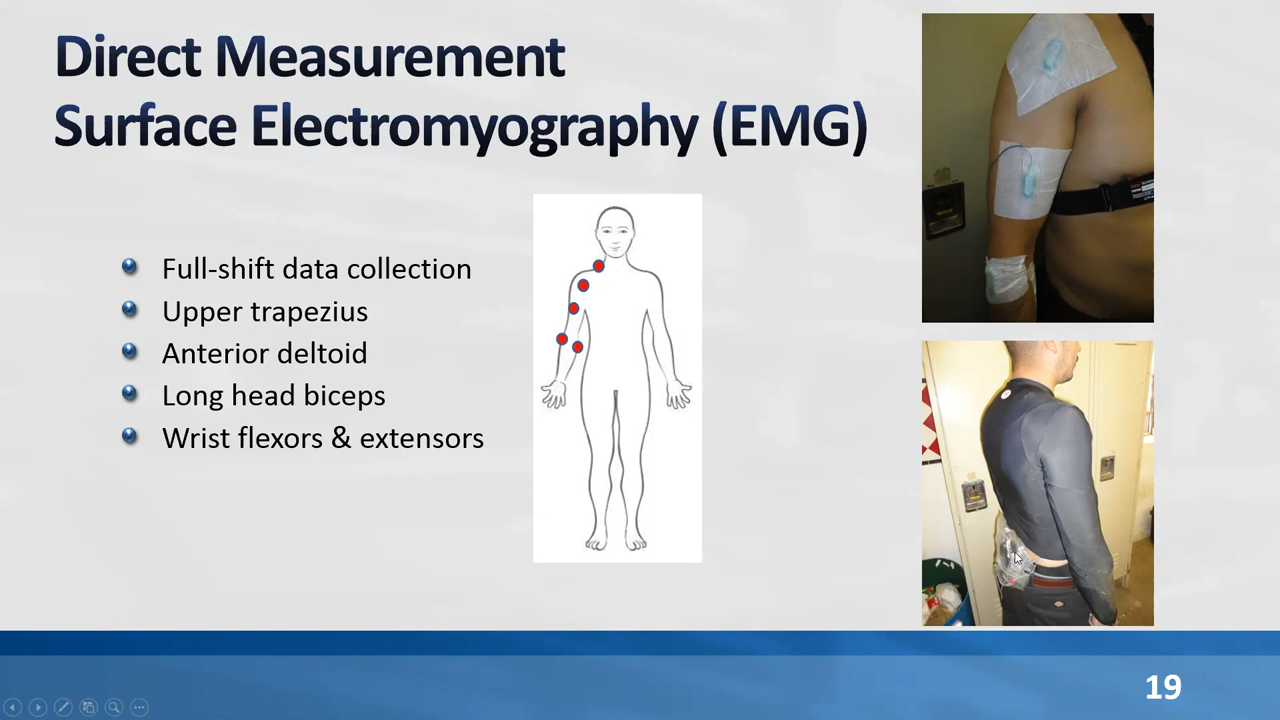 Direct Measurement
Surface Electromyography (EMG)
Full-shift data collection
Upper trapezius
Anterior deltoid
Long head biceps
Wrist flexors & extensors
19